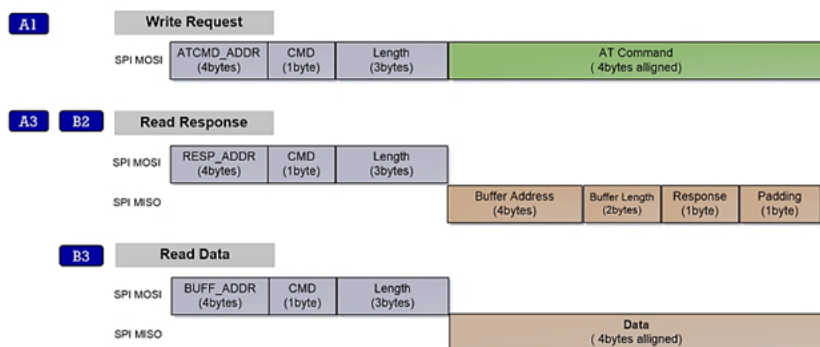 A1 Write Request
SPI MOSI ATCMD_ADDR CMD Length AT Command
(4bytes) (1byte) (3bytes) ( 4bytes alligned)
A3 B2 Read Response
SPI MOSI RESP_ADDR CMD Length
(4bytes) (1byte) (3bytes)
SPI MISO Buffer Address Buffer Length Response Padding
(4bytes) (2bytes) (1byte) (1byte)
B3 Read Data
SPI MOSI BUFF_ADDR CMD Length
(4bytes) (1byte) (3bytes)
SPI MISO Data
( 4bytes alligned)